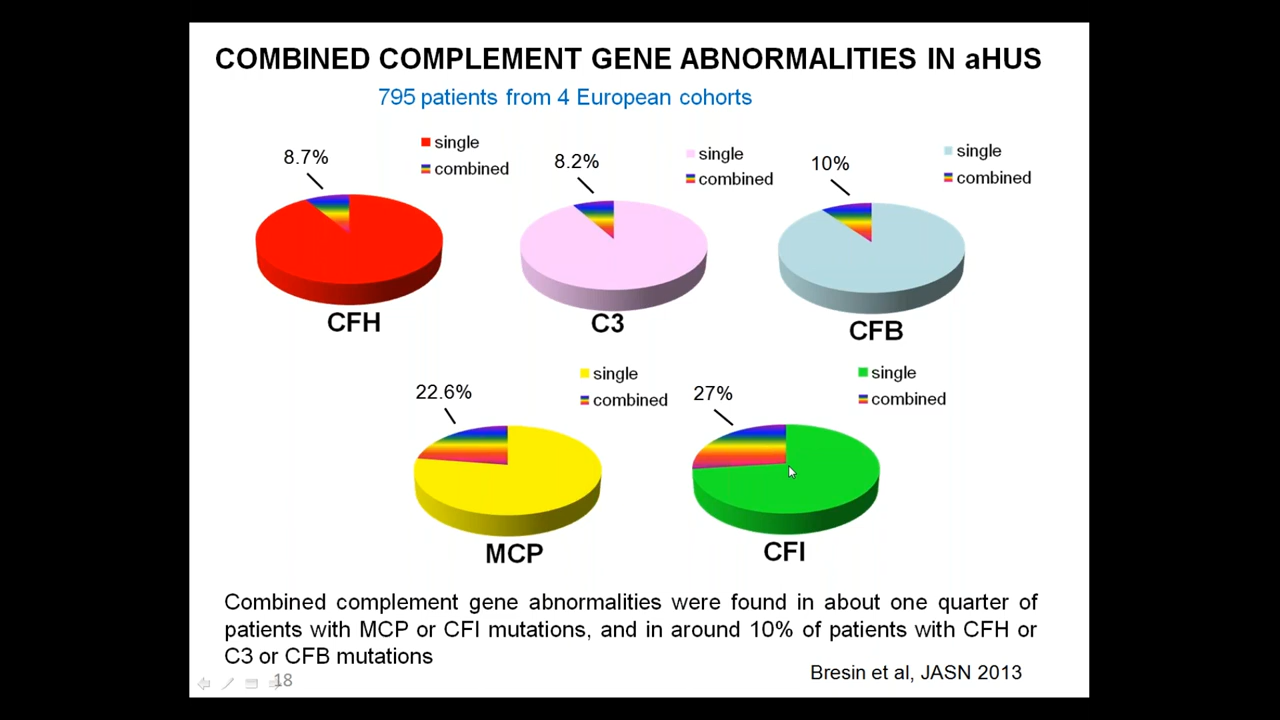 COMBINED COMPLEMENT GENE ABNORMALITIES IN aHUS
795 patients from 4 European cohorts
8.7%
single
combined
CFH
8.2%
single
combined
C3
10%
single
combined
CFB
22.6%
single
combined
MCP
27%
single
combined
CFI
Combined complement gene abnormalities were found in about one quarter of
patients with MCP or CFI mutations, and in around 10% of patients with CFH or
C3 or CFB mutations
Bresin et al, JASN 2013
18